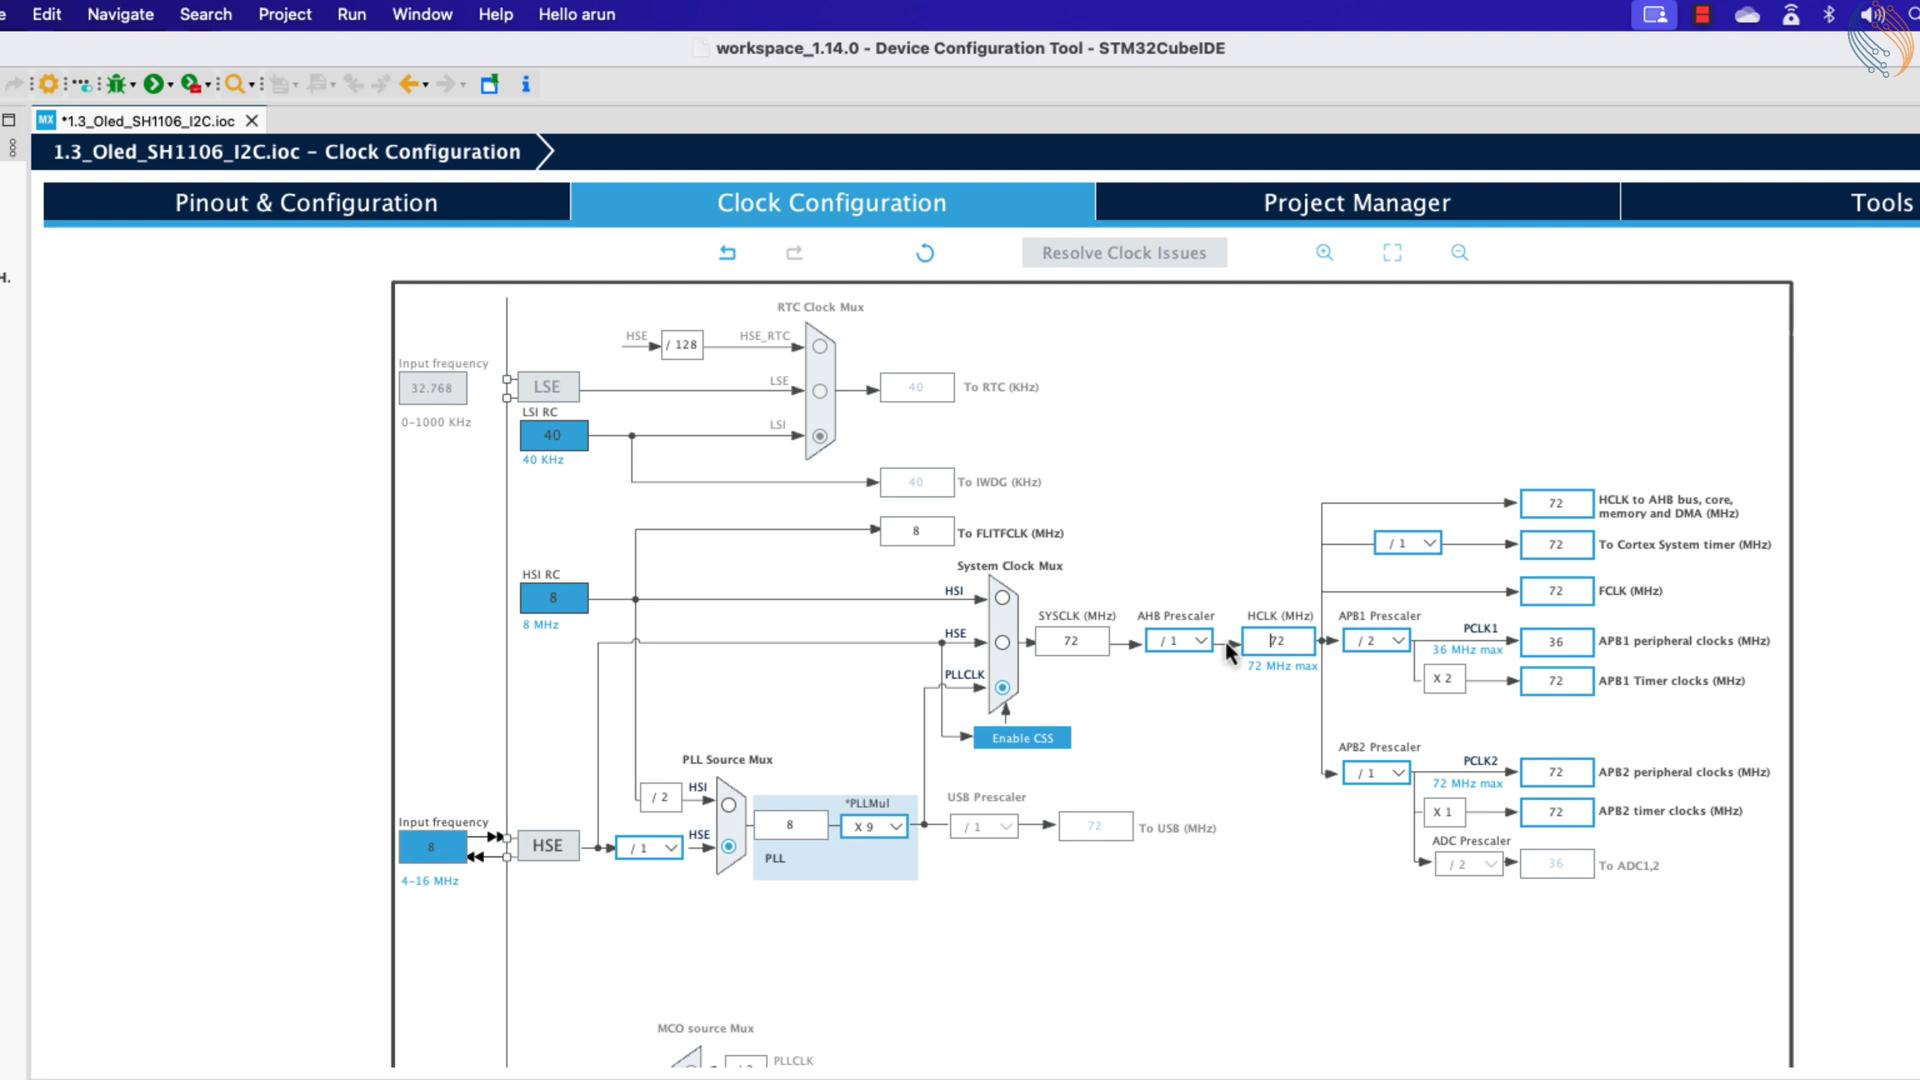 Edit Navigate Search Project Run Window Help Hello arun
workspace_1.14.0 - Device Configuration Tool - STM32CubeIDE
MX *1.3_Oled_SH1106_I2C.ioc
1.3_Oled_SH1106_I2C.ioc – Clock Configuration
Pinout & Configuration Clock Configuration Project Manager Tools
Resolve Clock Issues
H.
RTC Clock Mux
HSE / 128 HSE_RTC
Input frequency
32.768 LSE LSE 40 To RTC (KHz)
0-1000 KHz
LSI RC
40 LSI
40 KHz
40 To IWDG (KHz)
8 To FLITFCLK (MHz)
72 HCLK to AHB bus, core,
memory and DMA (MHz)
/ 1 72 To Cortex System timer (MHz)
System Clock Mux
HSI RC
8 HSI
8 MHz
72 FCLK (MHz)
SYSCLK (MHz) AHB Prescaler HCLK (MHz) APB1 Prescaler
HSE 72 / 1 72 / 2 PCLK1 36 APB1 peripheral clocks (MHz)
72 MHz max 36 MHz max
PLLCLK
X 2 72 APB1 Timer clocks (MHz)
Enable CSS
APB2 Prescaler
/ 1 PCLK2 72 APB2 peripheral clocks (MHz)
72 MHz max
X 1 72 APB2 timer clocks (MHz)
ADC Prescaler
/ 2 36 To ADC1,2
PLL Source Mux
/ 2 HSI
*PLLMul
8 X 9
USB Prescaler
/ 1 72 To USB (MHz)
Input frequency
8 HSE / 1 HSE
PLL
4-16 MHz
MCO source Mux
PLLCLK